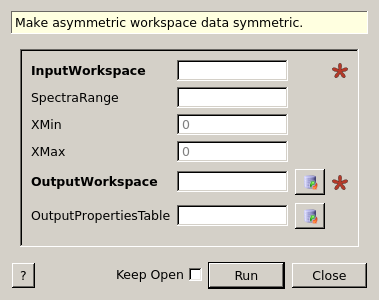 Make asymmetric workspace data symmetric.
InputWorkspace
SpectraRange
XMin 0
XMax 0
OutputWorkspace
OutputPropertiesTable
? Keep Open Run Close